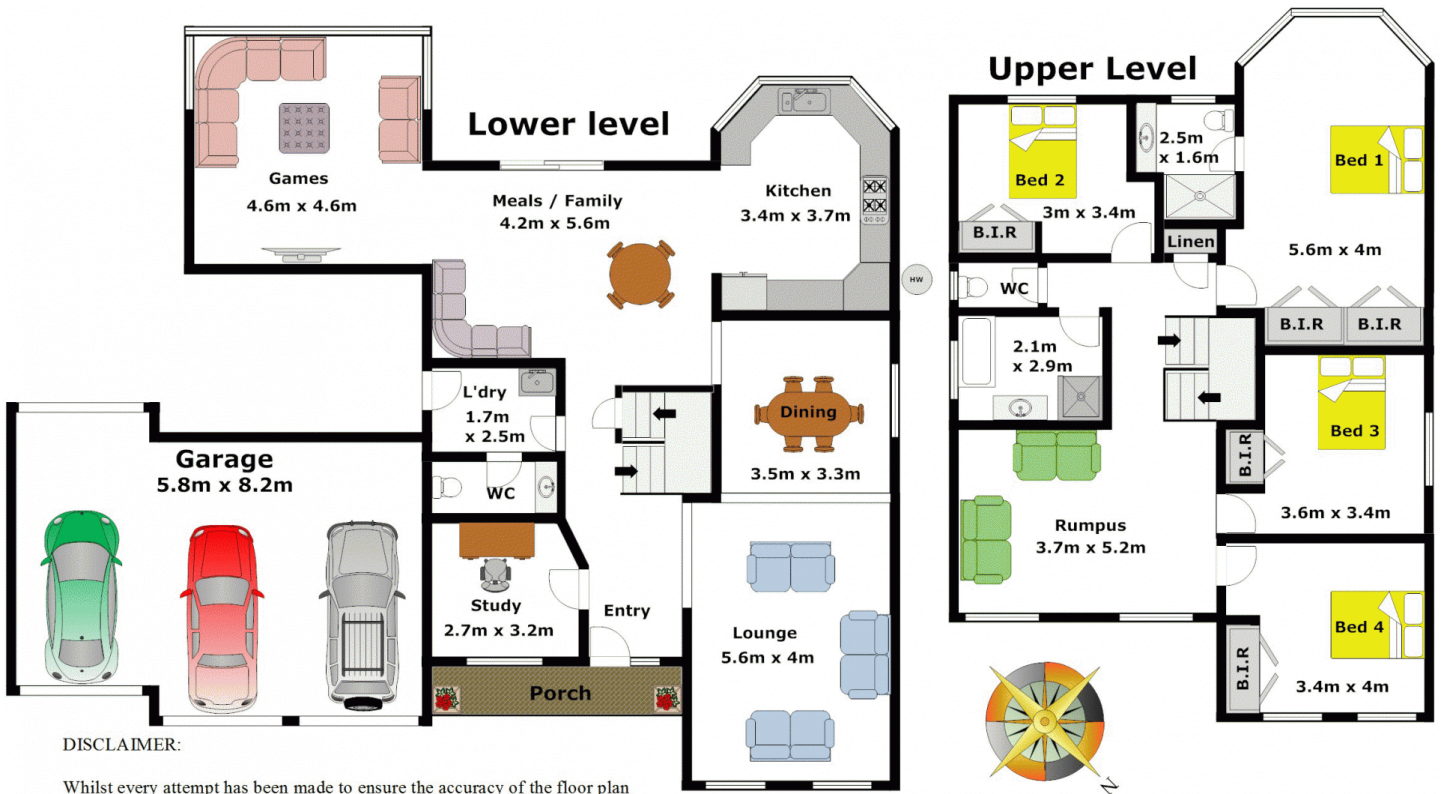 Lower level
Games
4.6m x 4.6m
Meals / Family
4.2m x 5.6m
Kitchen
3.4m x 3.7m
HW
L'dry
1.7m
x 2.5m
WC
Dining
3.5m x 3.3m
Garage
5.8m x 8.2m
Study
2.7m x 3.2m
Entry
Lounge
5.6m x 4m
Porch
Upper Level
Bed 2
3m x 3.4m
B.I.R
2.5m
x 1.6m
Linen
Bed 1
5.6m x 4m
B.I.R
B.I.R
WC
2.1m
x 2.9m
Bed 3
B.I.R
3.6m x 3.4m
Rumpus
3.7m x 5.2m
Bed 4
B.I.R
3.4m x 4m
N
DISCLAIMER:
Whilst every attempt has been made to ensure the accuracy of the floor plan